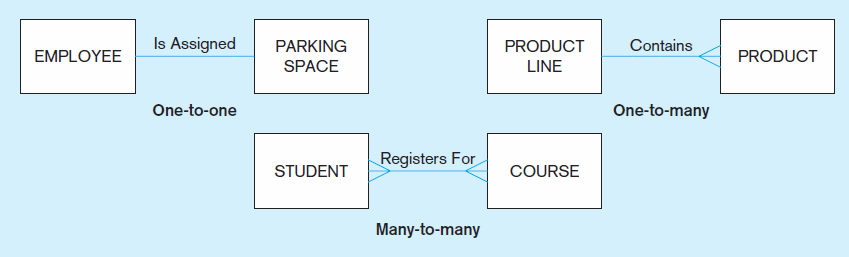 EMPLOYEE
Is Assigned
PARKING
SPACE
One-to-one
PRODUCT
LINE
Contains
PRODUCT
One-to-many
STUDENT
Registers For
COURSE
Many-to-many